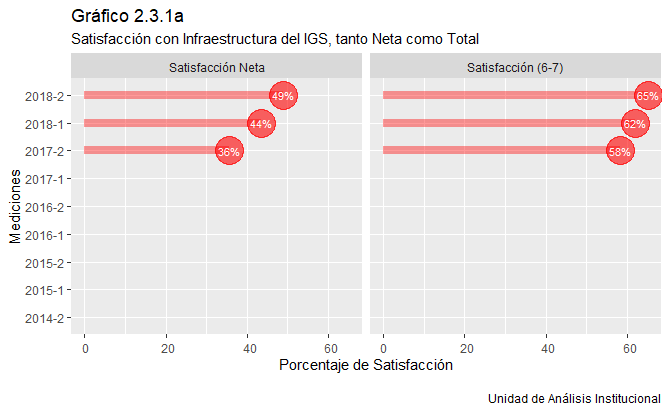 Gráfico 2.3.1a
Satisfacción con Infraestructura del IGS, tanto Neta como Total
Satisfacción Neta
Satisfacción (6-7)
Mediciones
2018-2
49%
65%
2018-1
44%
62%
2017-2
36%
58%
2017-1
2016-2
2016-1
2015-2
2015-1
2014-2
0 20 40 60
0 20 40 60
Porcentaje de Satisfacción
Unidad de Análisis Institucional